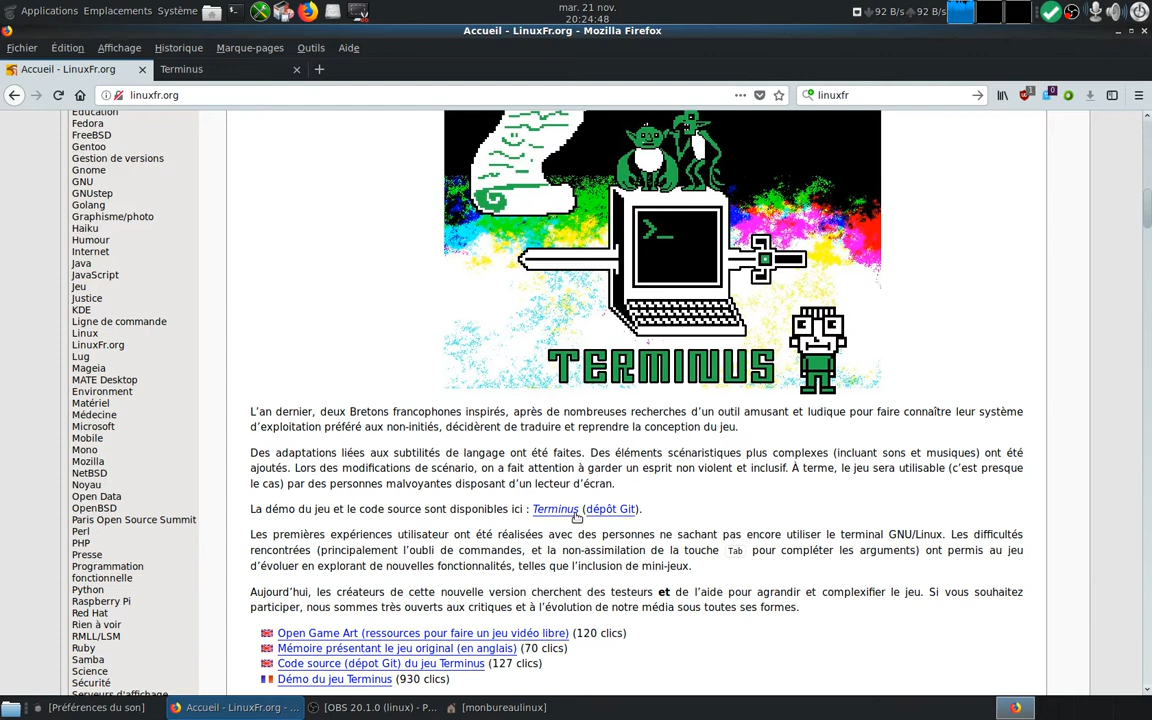 Applications Emplacements Système
mar. 21 nov.
20:24:48
92 B/s 92 B/s
Accueil - LinuxFr.org - Mozilla Firefox
Fichier Édition Affichage Historique Marque-pages Outils Aide
Accueil - LinuxFr.org
Terminus
linuxfr.org
linuxfr
1
0
Education
Fedora
FreeBSD
Gentoo
Gestion de versions
Gnome
GNU
GNUstep
Golang
Graphisme/photo
Haiku
Humour
Internet
Java
JavaScript
Jeu
Justice
KDE
Ligne de commande
Linux
LinuxFr.org
Lug
Mageia
MATE Desktop
Environment
Matériel
Médecine
Microsoft
Mobile
Mono
Mozilla
NetBSD
Noyau
Open Data
OpenBSD
Paris Open Source Summit
Perl
PHP
Presse
Programmation
fonctionnelle
Python
Raspberry Pi
Red Hat
Rien à voir
RMLL/LSM
Ruby
Samba
Science
Sécurité
Serveurs d'affichage
>_
TERMINUS
L’an dernier, deux Bretons francophones inspirés, après de nombreuses recherches d’un outil amusant et ludique pour faire connaître leur système
d’exploitation préféré aux non-initiés, décidèrent de traduire et reprendre la conception du jeu.
Des adaptations liées aux subtilités de langage ont été faites. Des éléments scénaristiques plus complexes (incluant sons et musiques) ont été
ajoutés. Lors des modifications de scénario, on a fait attention à garder un esprit non violent et inclusif. À terme, le jeu sera utilisable (c’est presque
le cas) par des personnes malvoyantes disposant d’un lecteur d’écran.
La démo du jeu et le code source sont disponibles ici : Terminus (dépôt Git).
Les premières expériences utilisateur ont été réalisées avec des personnes ne sachant pas encore utiliser le terminal GNU/Linux. Les difficultés
rencontrées (principalement l’oubli de commandes, et la non-assimilation de la touche Tab pour compléter les arguments) ont permis au jeu
d’évoluer en explorant de nouvelles fonctionnalités, telles que l’inclusion de mini-jeux.
Aujourd’hui, les créateurs de cette nouvelle version cherchent des testeurs et de l’aide pour agrandir et complexifier le jeu. Si vous souhaitez
participer, nous sommes très ouverts aux critiques et à l’évolution de notre média sous toutes ses formes.
Open Game Art (ressources pour faire un jeu vidéo libre) (120 clics)
Mémoire présentant le jeu original (en anglais) (70 clics)
Code source (dépot Git) du jeu Terminus (127 clics)
Démo du jeu Terminus (930 clics)
[Préférences du son]
Accueil - LinuxFr.org - ...
[OBS 20.1.0 (linux) - P...
[monbureaulinux]